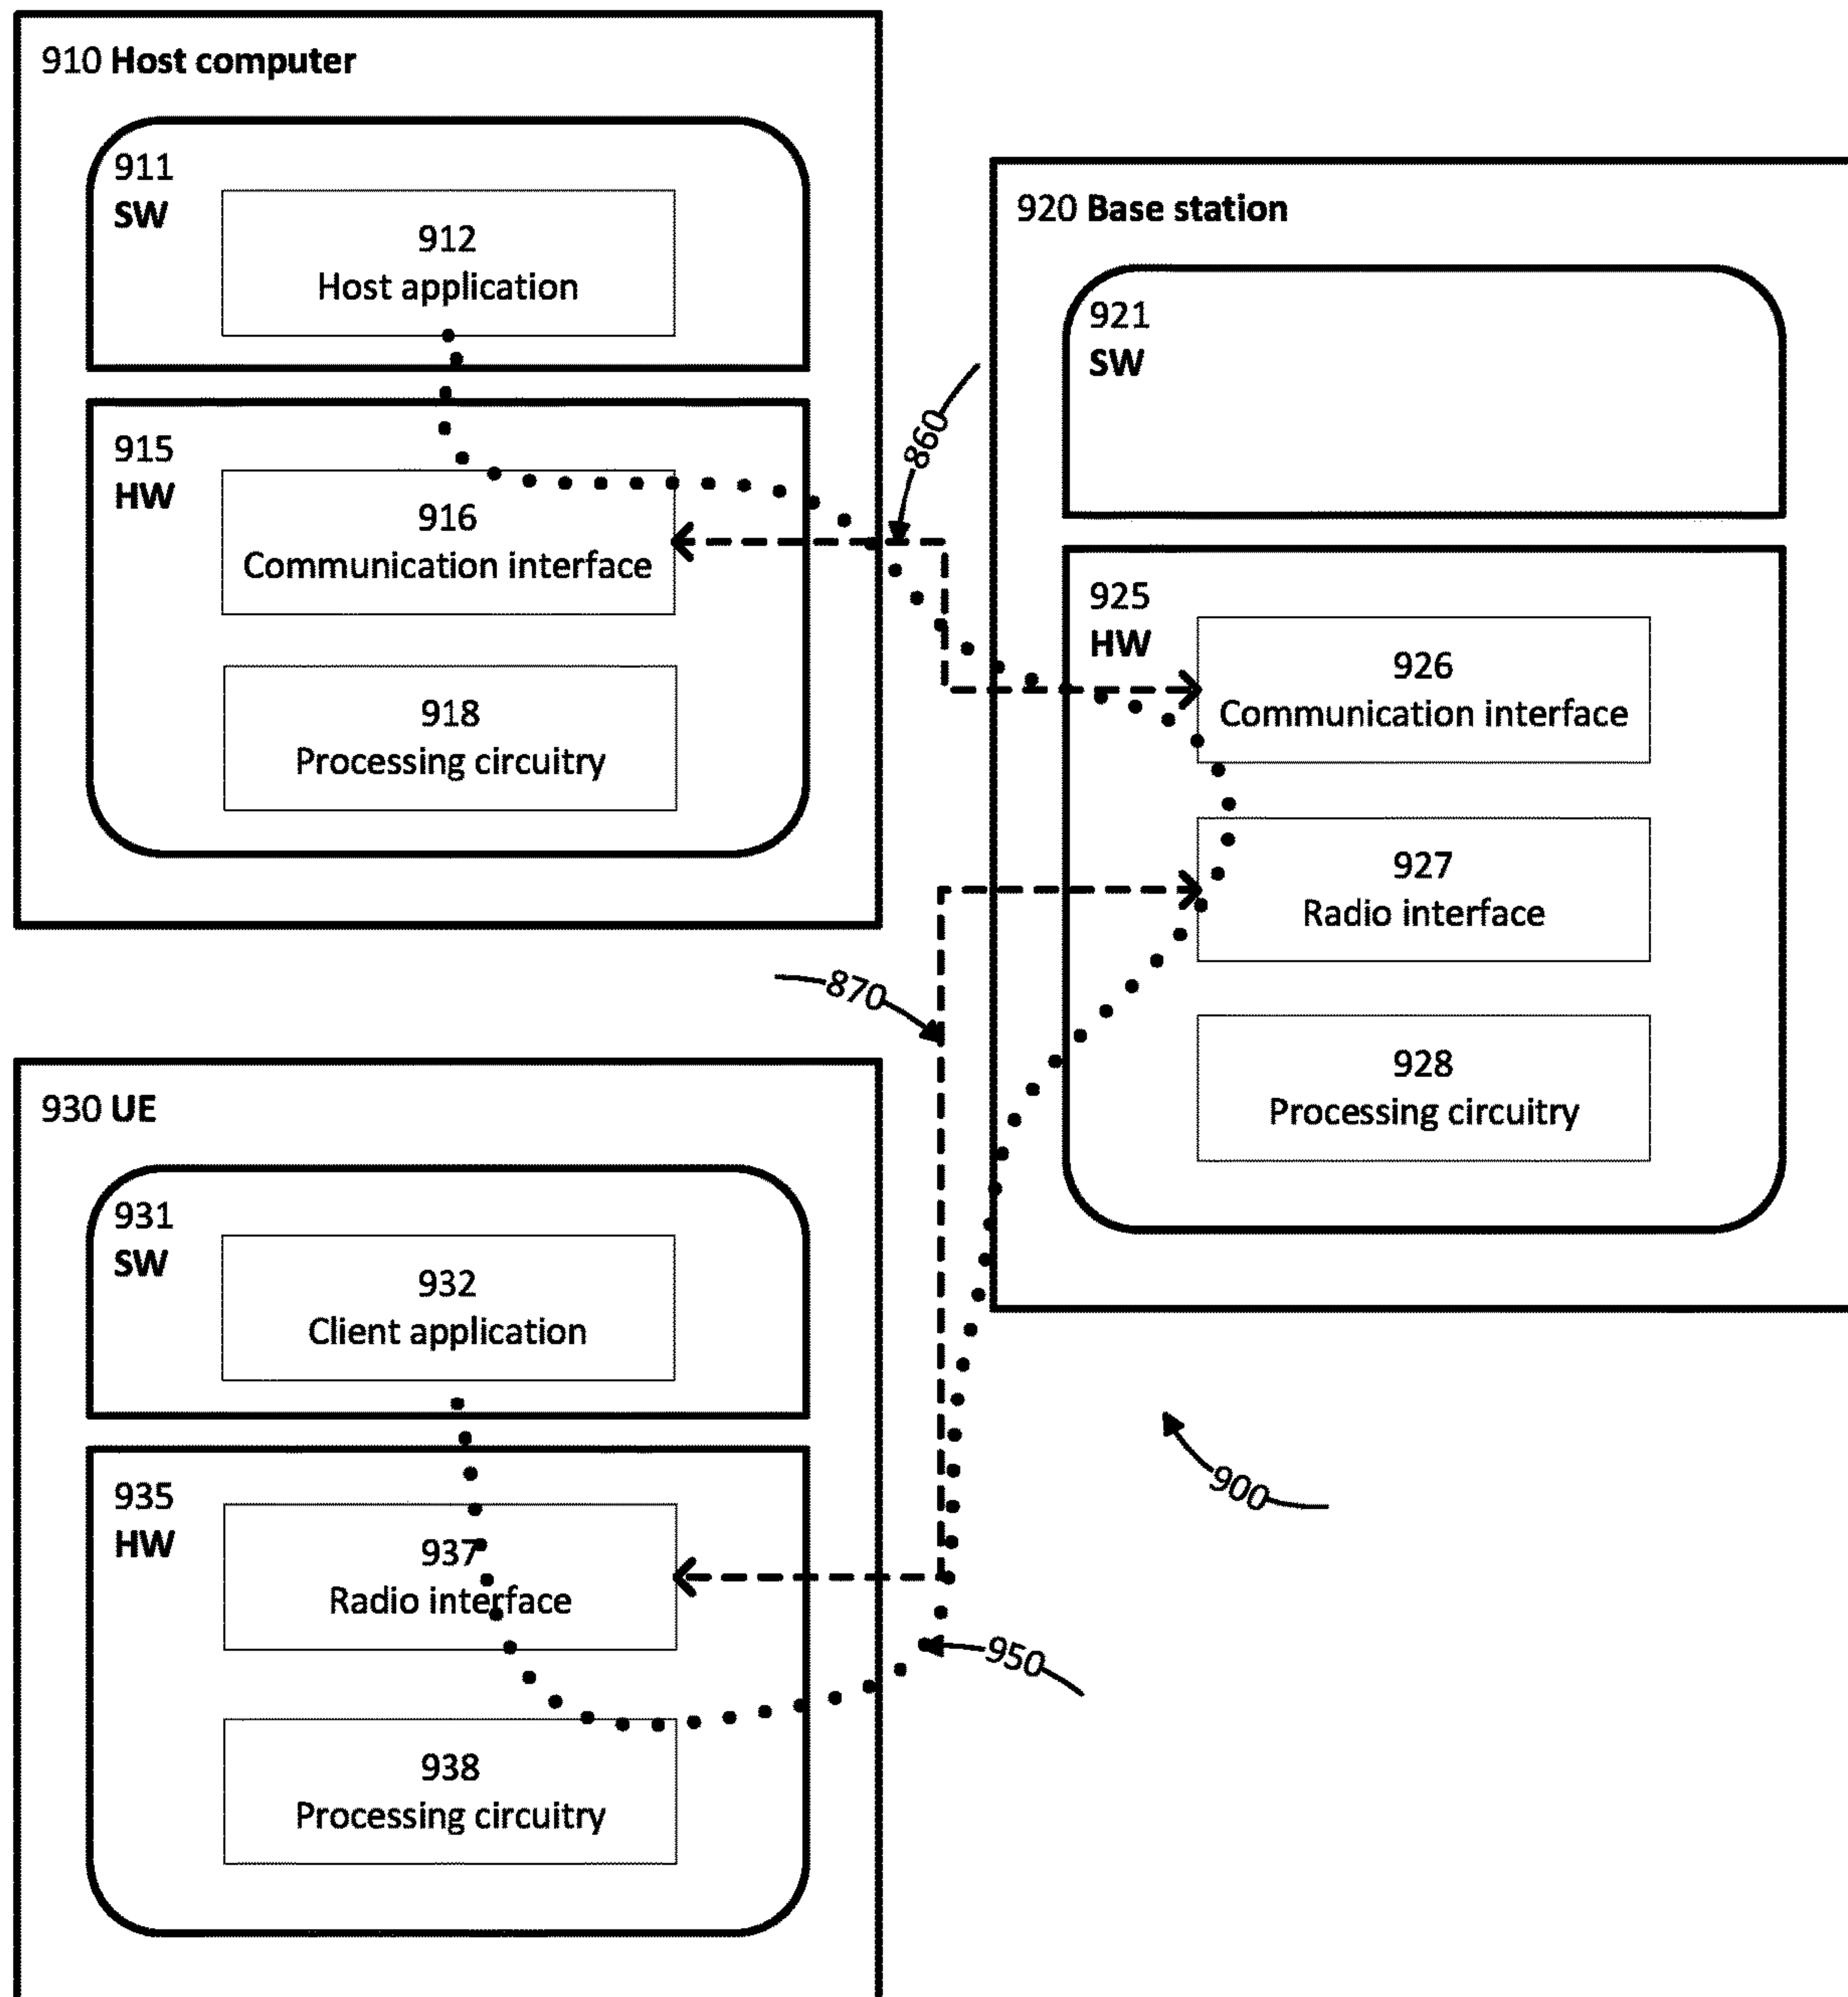 910 Host computer
911
SW
912
Host application
915
HW
916
Communication interface
918
Processing circuitry
860
920 Base station
921
SW
925
HW
926
Communication interface
927
Radio interface
928
Processing circuitry
870
930 UE
931
SW
932
Client application
935
HW
937
Radio interface
938
Processing circuitry
900
950